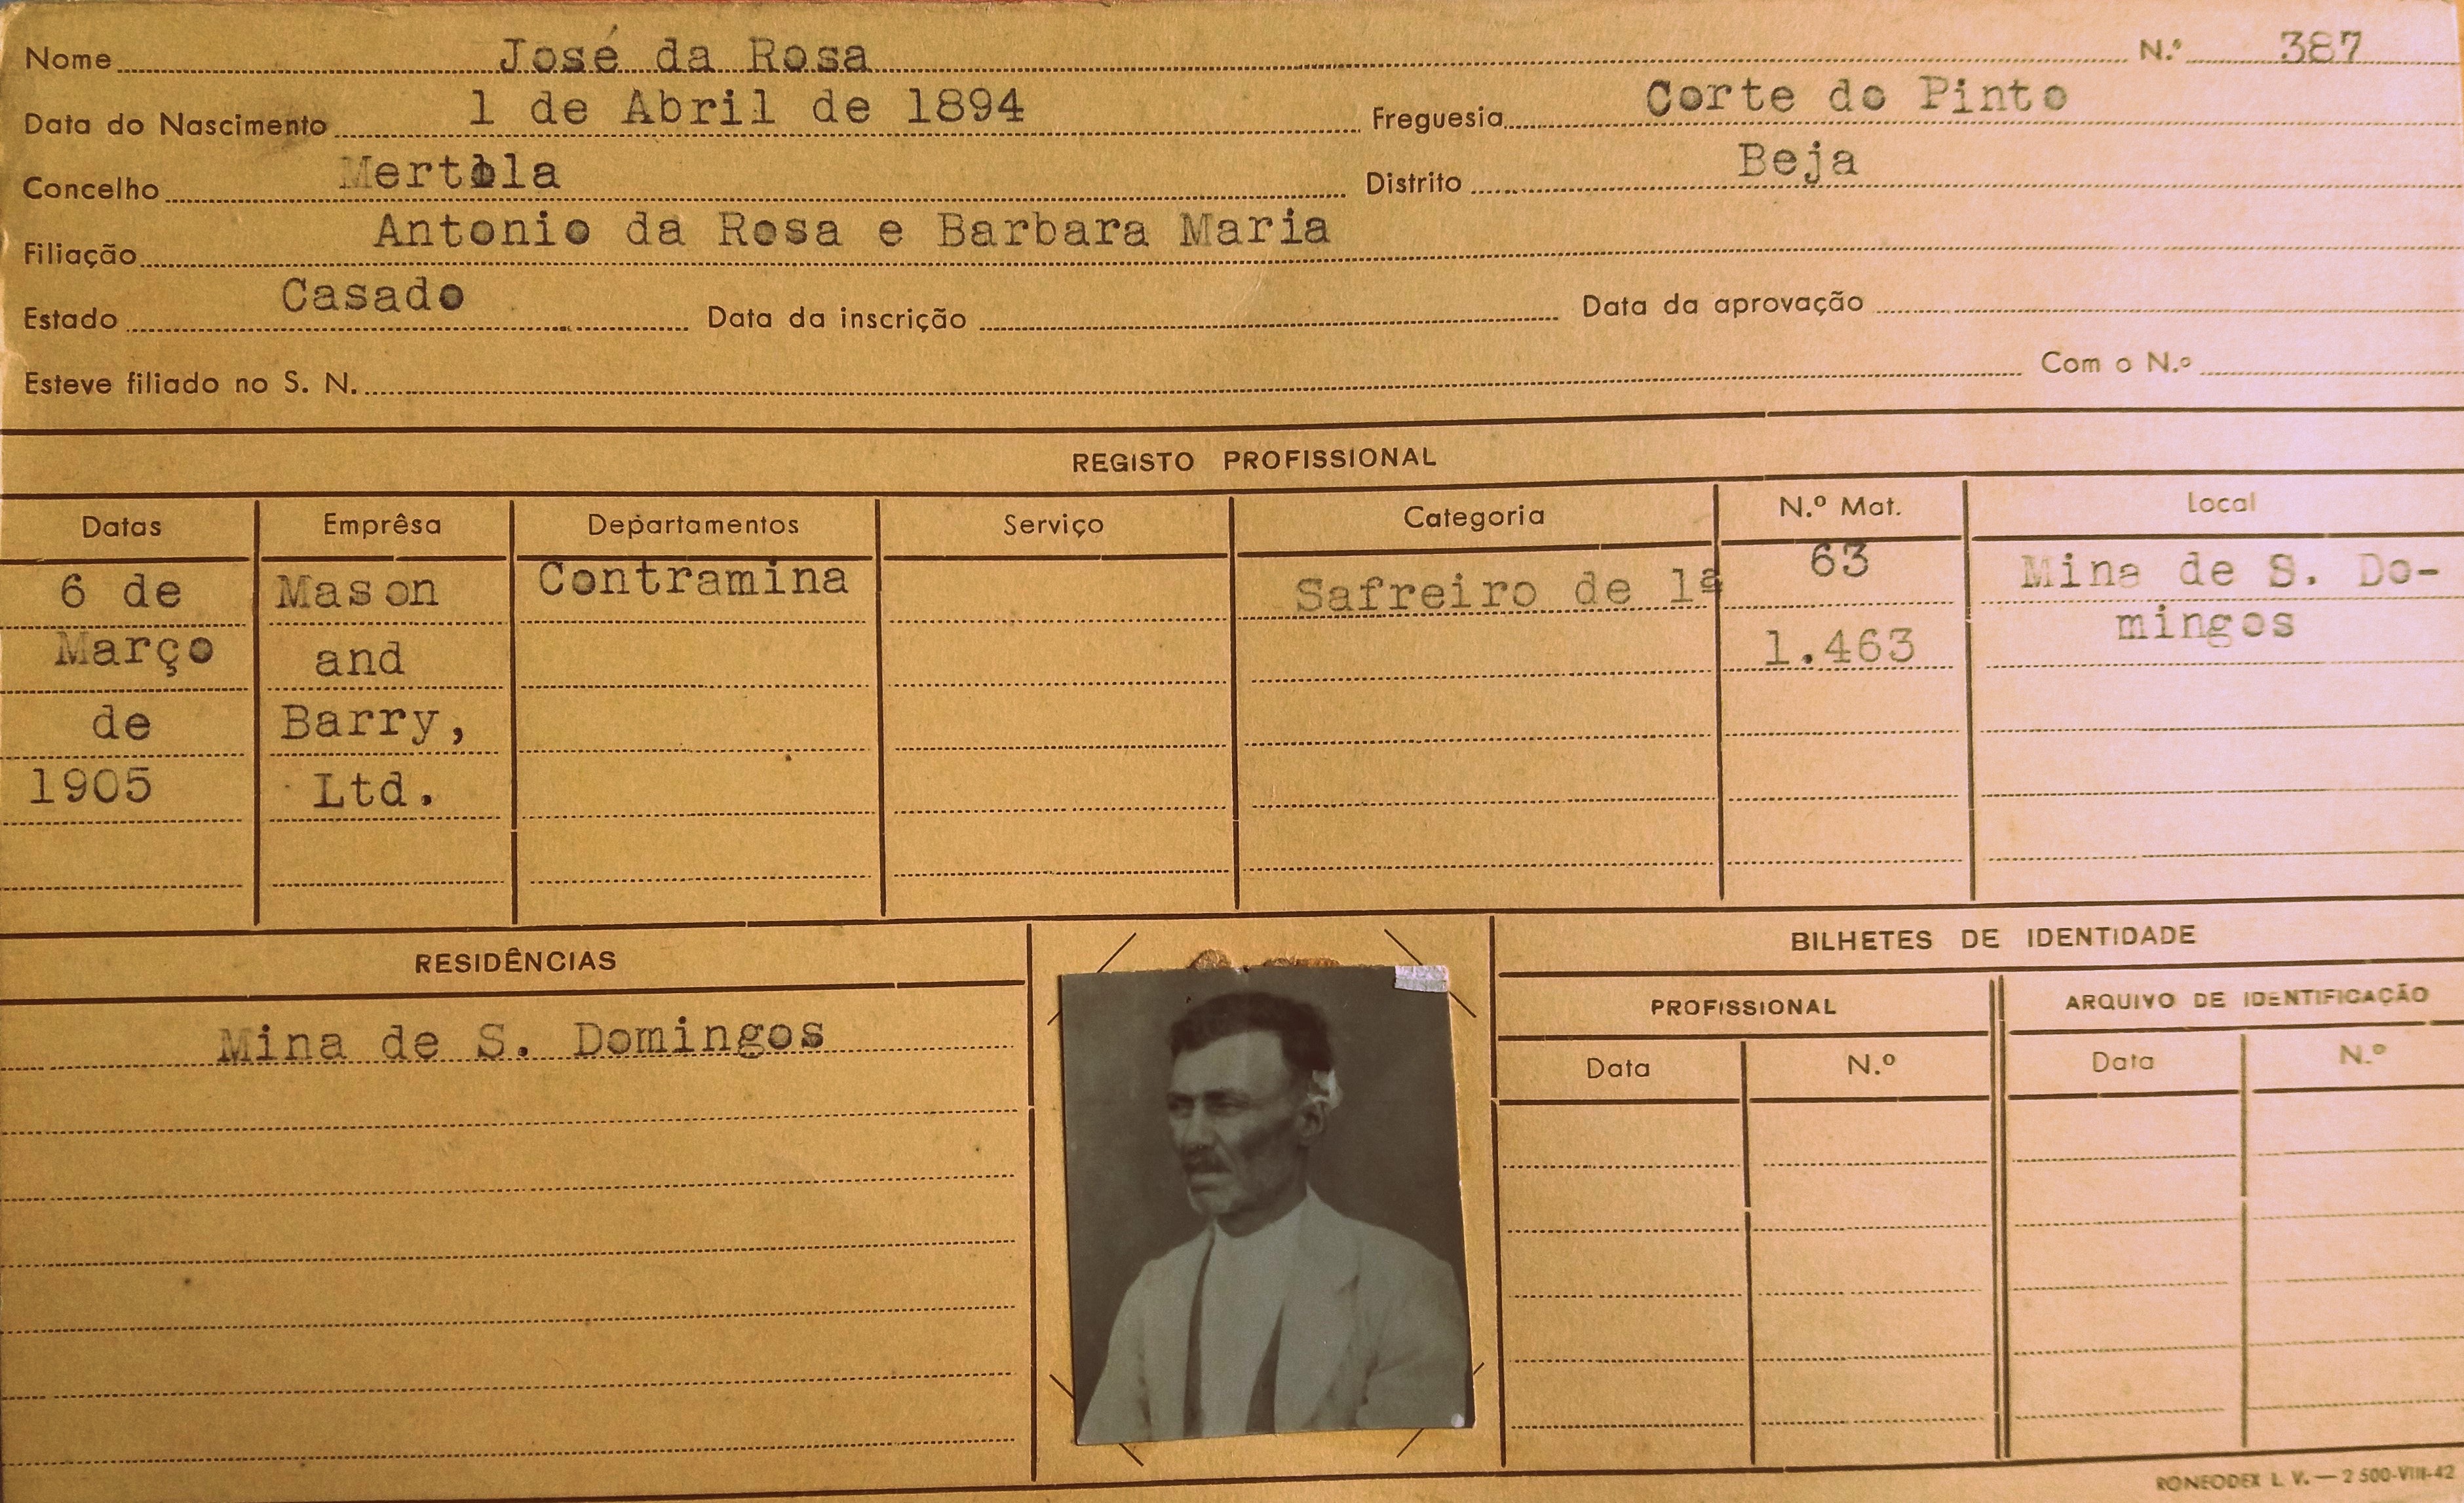 Nome José da Rosa N.º 387
Data do Nascimento 1 de Abril de 1894 Freguesia Corte do Pinto
Concelho Mertola Distrito Beja
Filiação Antonio da Rosa e Barbara Maria
Estado Casado Data da inscrição Data da aprovação
Esteve filiado no S. N. Com o N.º
REGISTO PROFISSIONAL
Datas Emprêsa Departamentos Serviço Categoria N.º Mat. Local
6 de Mason Contramina Safreiro de 1ª 63 Mina de S. Do-
Março and 1.463 mingos
de Barry,
1905 Ltd.
RESIDÊNCIAS BILHETES DE IDENTIDADE
PROFISSIONAL ARQUIVO DE IDENTIFICAÇÃO
Mina de S. Domingos Data N.º Data N.º
RONEODEX L. V. — 2 500-VIII-42